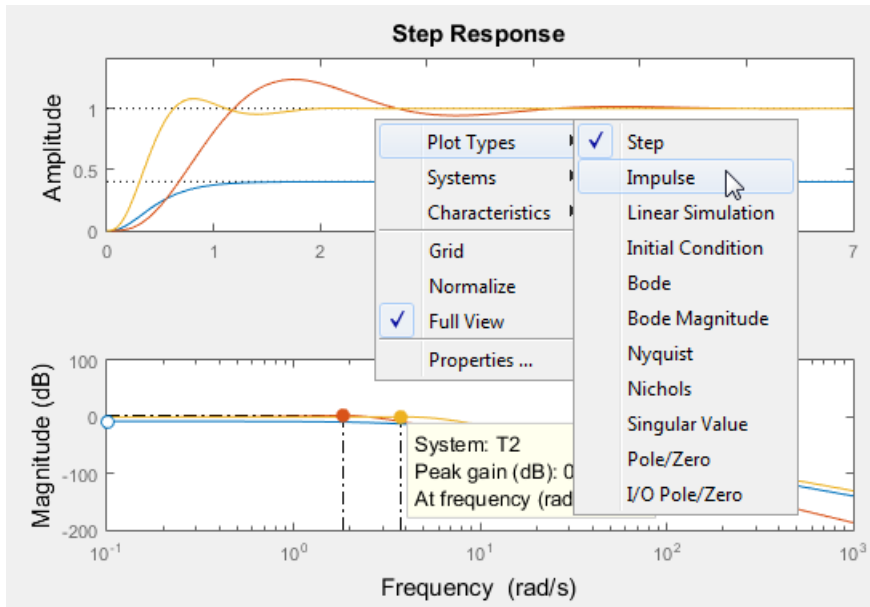 Step Response
Amplitude
1
0.5
0
0
1
2
7
Plot Types
Systems
Characteristics
Grid
Normalize
Full View
Properties ...
Step
Impulse
Linear Simulation
Initial Condition
Bode
Bode Magnitude
Nyquist
Nichols
Singular Value
Pole/Zero
I/O Pole/Zero
Magnitude (dB)
100
0
-100
-200
System: T2
Peak gain (dB): 0
At frequency (rad
10^-1
10^0
10^1
10^2
10^3
Frequency (rad/s)